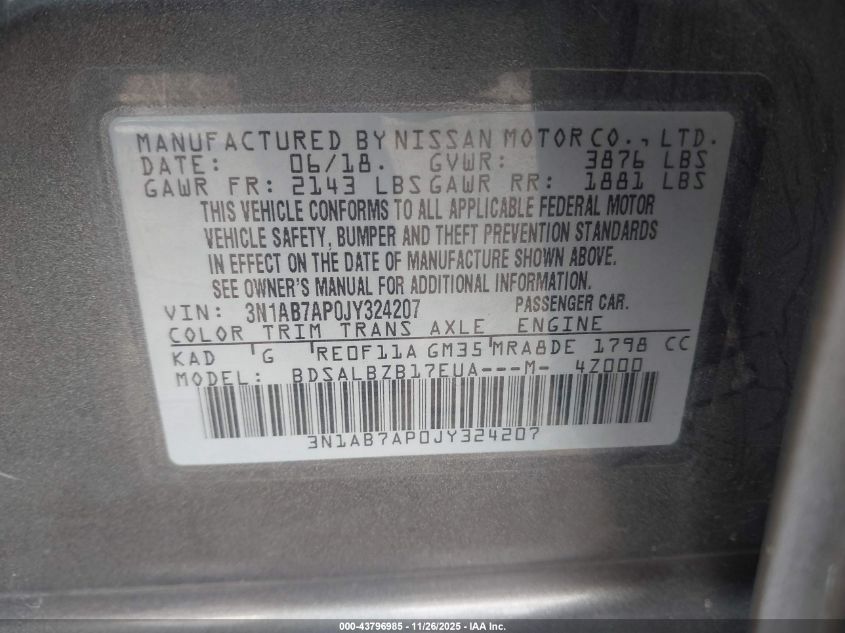 MANUFACTURED BY NISSAN MOTOR CO., LTD.
DATE: 06/18. GVWR: 3876 LBS
GAWR FR: 2143 LBS GAWR RR: 1881 LBS
THIS VEHICLE CONFORMS TO ALL APPLICABLE FEDERAL MOTOR
VEHICLE SAFETY, BUMPER AND THEFT PREVENTION STANDARDS
IN EFFECT ON THE DATE OF MANUFACTURE SHOWN ABOVE.
SEE OWNER'S MANUAL FOR ADDITIONAL INFORMATION.
VIN: 3N1AB7AP0JY324207 PASSENGER CAR.
COLOR TRIM TRANS AXLE ENGINE
KAD G RE0F11A GM35 MRA8DE 1798 CC
MODEL: BDSALBZB17EUA---M- 4Z000
3N1AB7AP0JY324207
000-43796985 - 11/26/2025 - IAA Inc.